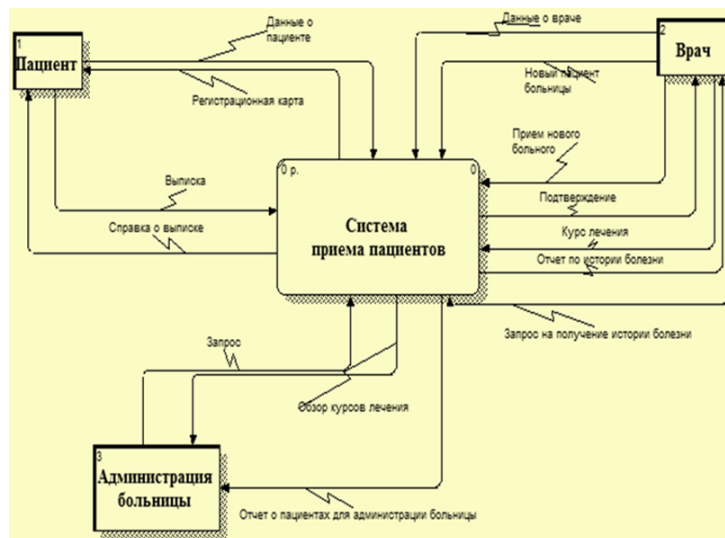 1
Пациент
Данные о
пациенте
Регистрационная карта
Данные о враче
2
Врач
Новый пациент
больницы
Прием нового
больного
Выписка
Справка о выписке
0 р.
0
Система
приема пациентов
Подтверждение
Курс лечения
Отчет по истории болезни
Запрос на получение истории болезни
Запрос
Обзор курсов лечения
3
Администрация
больницы
Отчет о пациентах для администрации больницы